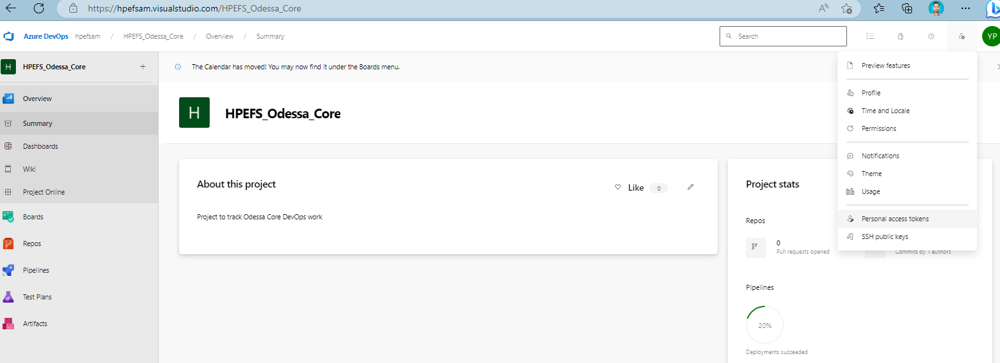 https://hpefsam.visualstudio.com/HPEFS_Odessa_Core
Azure DevOps hpefsam / HPEFS_Odessa_Core / Overview / Summary
Search
YP
H HPEFS_Odessa_Core +
The Calendar has moved! You may now find it under the Boards menu.
Overview
Summary
Dashboards
Wiki
Project Online
Boards
Repos
Pipelines
Test Plans
Artifacts
H HPEFS_Odessa_Core
About this project
Like 0
Project to track Odessa Core DevOps work
Project stats
Repos
0
Pull requests opened
Commits by 1 authors
Pipelines
20%
Deployments succeeded
Preview features
Profile
Time and Locale
Permissions
Notifications
Theme
Usage
Personal access tokens
SSH public keys